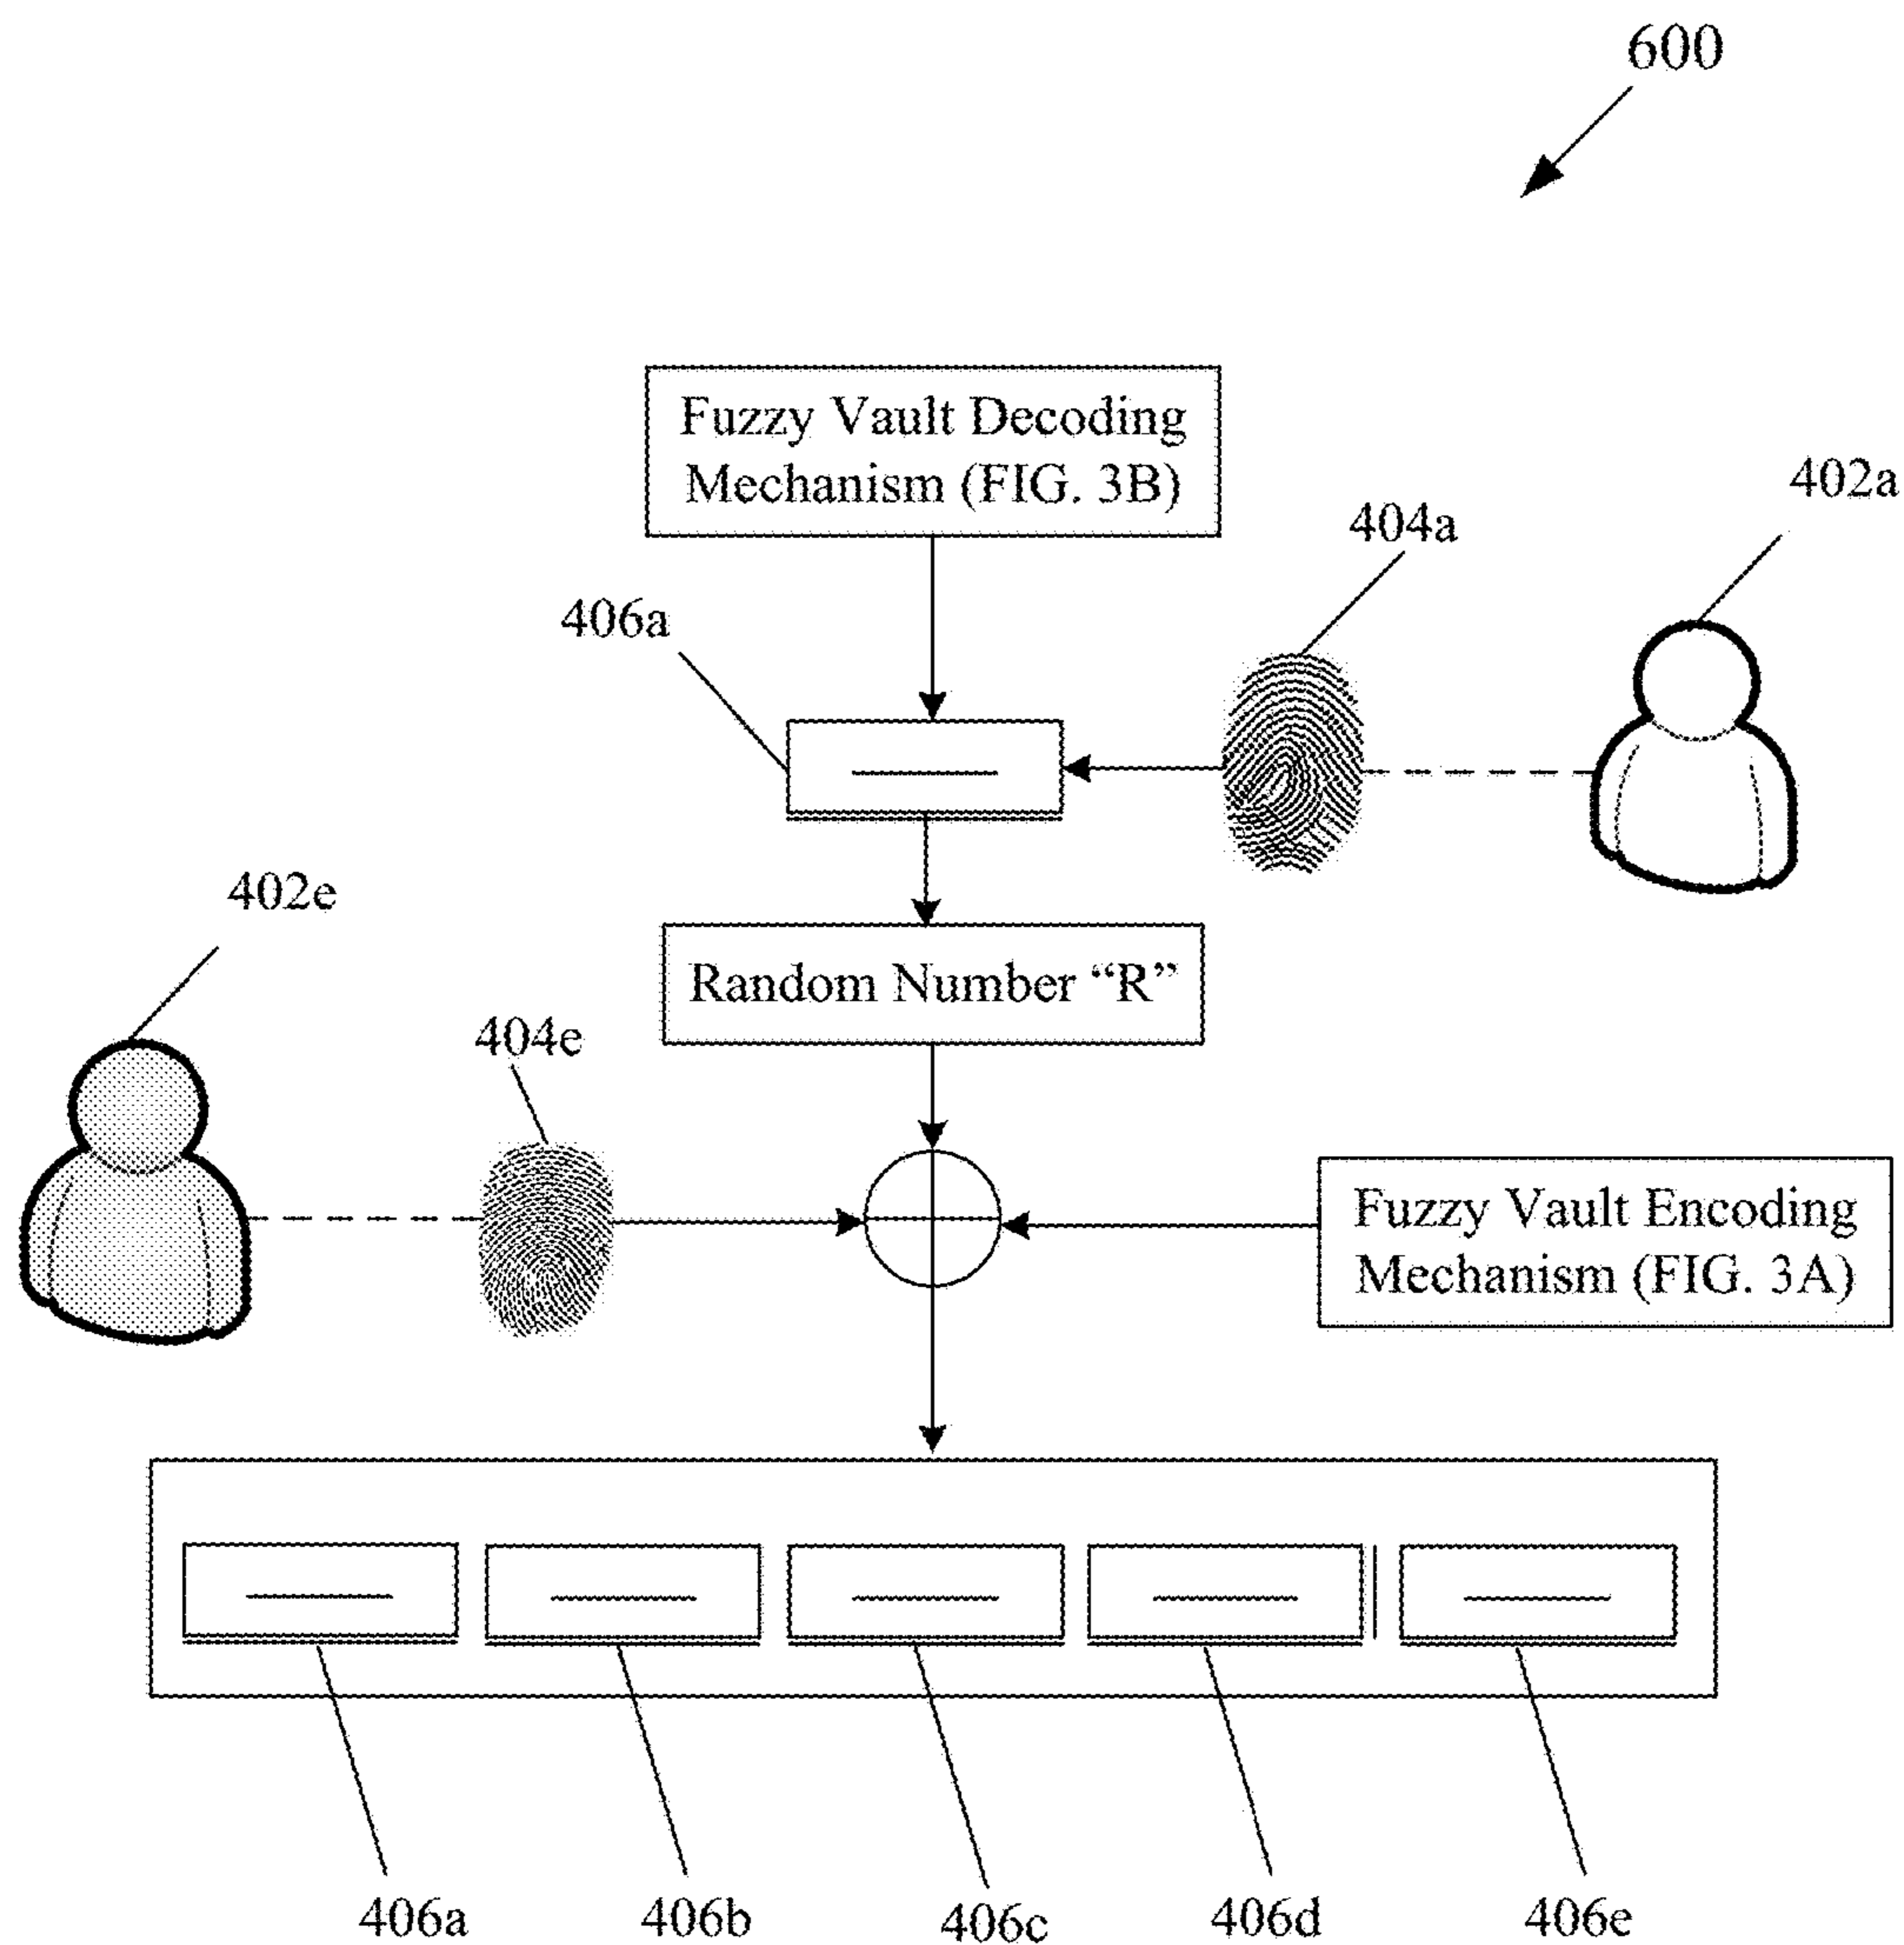 600
Fuzzy Vault Decoding
Mechanism (FIG. 3B)
402a
404a
406a
402e
Random Number “R”
404e
Fuzzy Vault Encoding
Mechanism (FIG. 3A)
406a
406b
406c
406d
406e